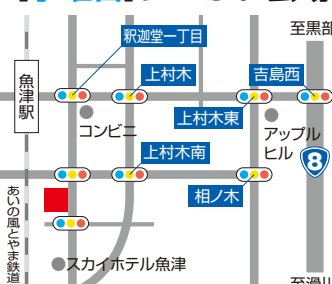 釈迦堂一丁目
至黒部
上村木
吉島西
魚津駅
コンビニ
上村木東
アップル
ヒル
8
上村木南
相ノ木
あいの風とやま鉄道
スカイホテル魚津